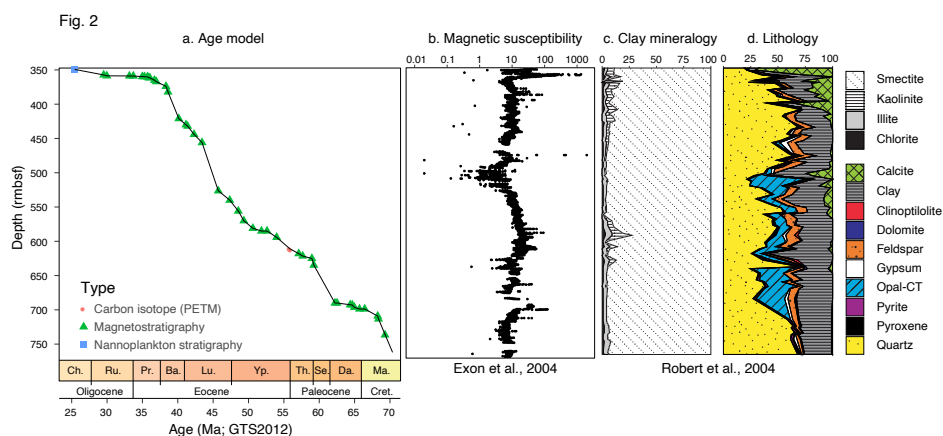 Fig. 2
a. Age model
b. Magnetic susceptibility
c. Clay mineralogy
d. Lithology
0.01 0.1 1 10 100 1000
0 25 50 75 100
0 25 50 75 100
Depth (rmbsf)
350
400
450
500
550
600
650
700
750
Type
Carbon isotope (PETM)
Magnetostratigraphy
Nannoplankton stratigraphy
Ch. Ru. Pr. Ba. Lu. Yp. Th. Se. Da. Ma.
Oligocene Eocene Paleocene Cret.
25 30 35 40 45 50 55 60 65 70
Age (Ma; GTS2012)
Exon et al., 2004
Robert et al., 2004
Smectite
Kaolinite
Illite
Chlorite
Calcite
Clay
Clinoptilolite
Dolomite
Feldspar
Gypsum
Opal-CT
Pyrite
Pyroxene
Quartz